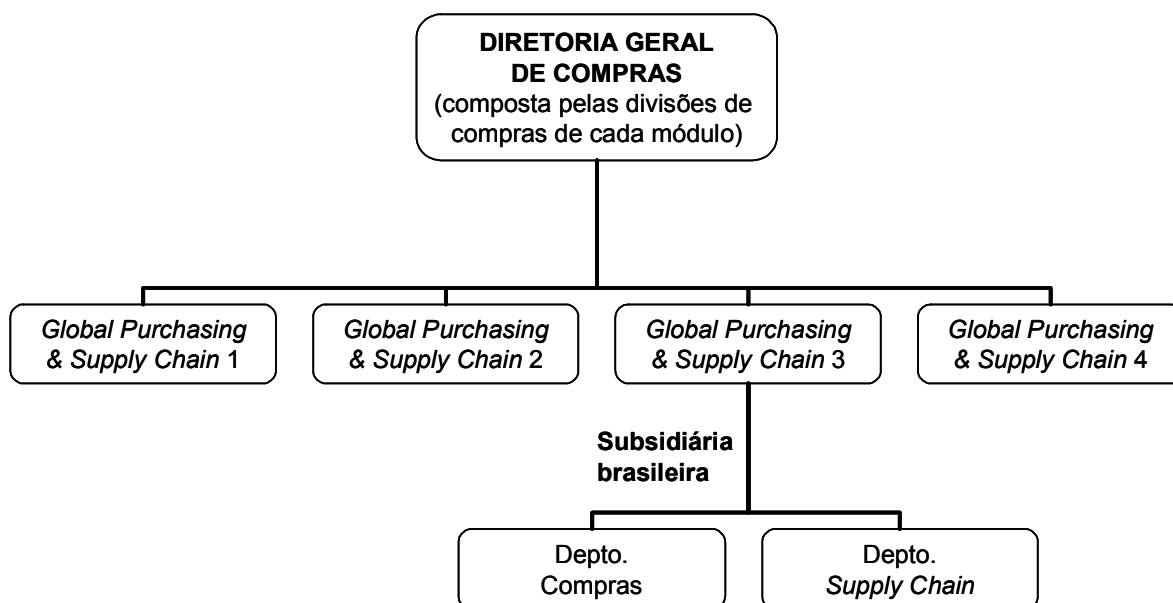 DIRETORIA GERAL
DE COMPRAS
(composta pelas divisões de
compras de cada módulo)
Global Purchasing
& Supply Chain 1
Global Purchasing
& Supply Chain 2
Global Purchasing
& Supply Chain 3
Global Purchasing
& Supply Chain 4
Subsidiária
brasileira
Depto.
Compras
Depto.
Supply Chain